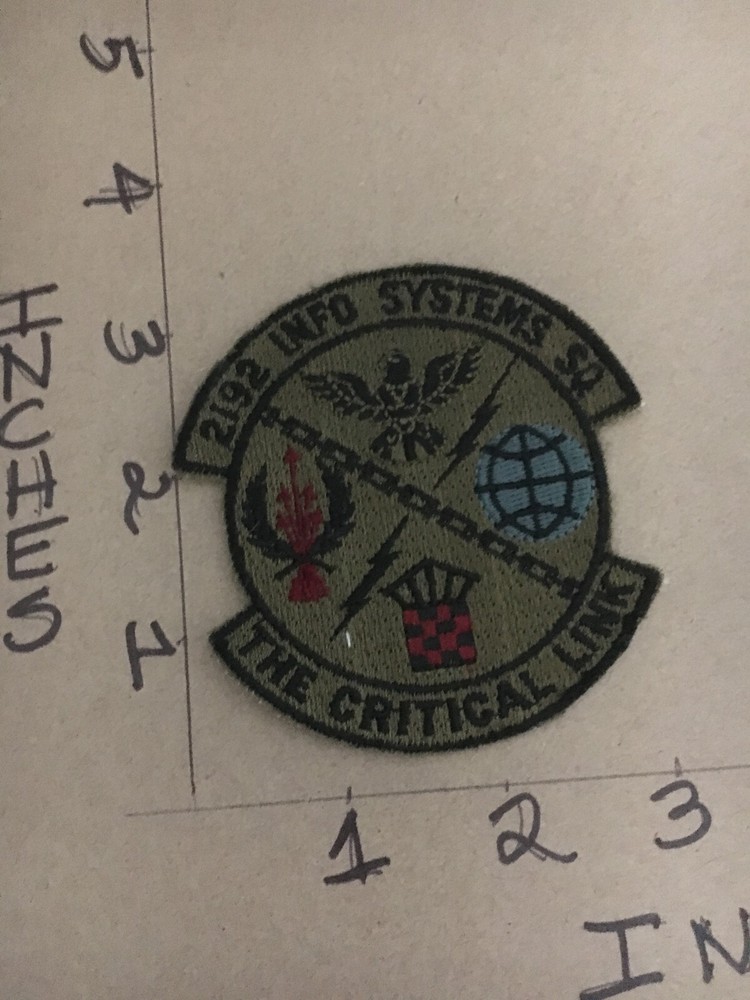 2192 INFO SYSTEMS SQ.
THE CRITICAL LINK
5
4
3
2
1
INCHES
1
2
3
IN